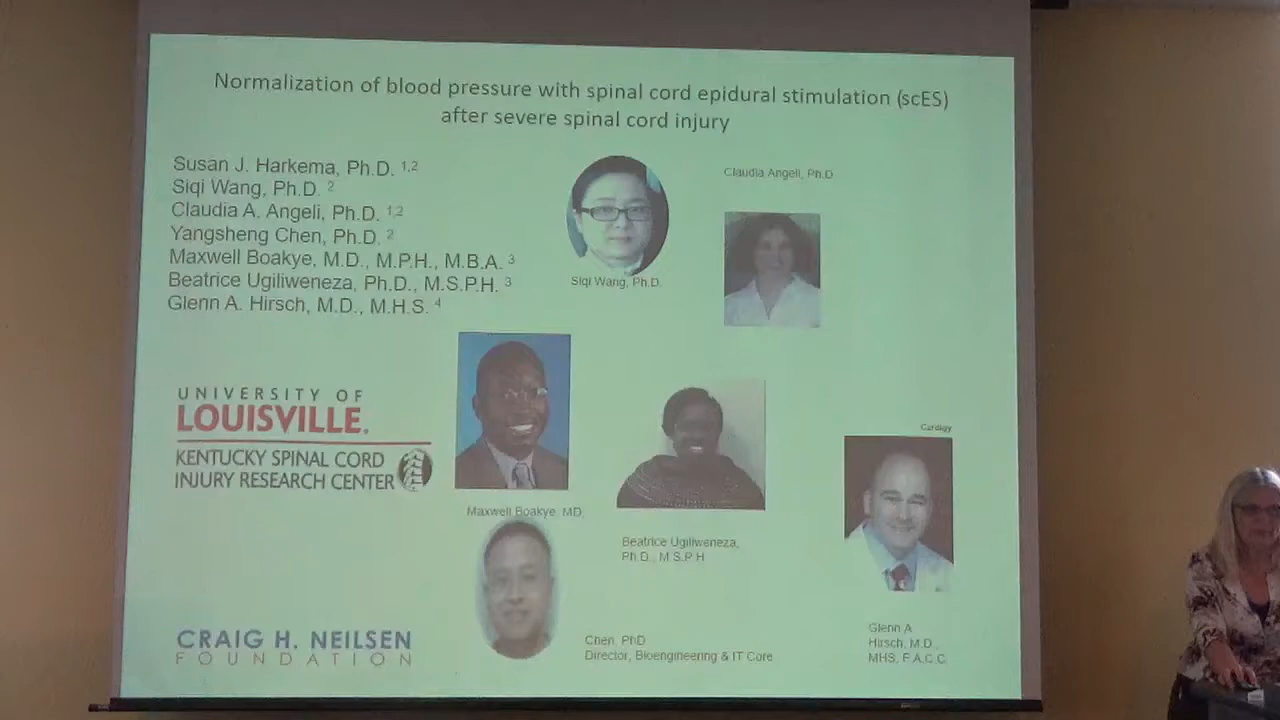 Normalization of blood pressure with spinal cord epidural stimulation (scES)
after severe spinal cord injury
Susan J. Harkema, Ph.D. 1,2
Siqi Wang, Ph.D. 2
Claudia A. Angeli, Ph.D. 1,2
Yangsheng Chen, Ph.D. 2
Maxwell Boakye, M.D., M.P.H., M.B.A. 3
Beatrice Ugiliweneza, Ph.D., M.S.P.H. 3
Glenn A. Hirsch, M.D., M.H.S. 4
Siqi Wang, Ph.D.
Claudia Angeli, Ph.D
UNIVERSITY OF
LOUISVILLE.
KENTUCKY SPINAL CORD
INJURY RESEARCH CENTER
Maxwell Boakye, MD,
Beatrice Ugiliweneza,
Ph.D., M.S.P.H
Chen, PhD
Director, Bioengineering & IT Core
Glenn A
Hirsch, M.D.,
MHS, F.A.C.C.
CRAIG H. NEILSEN
FOUNDATION